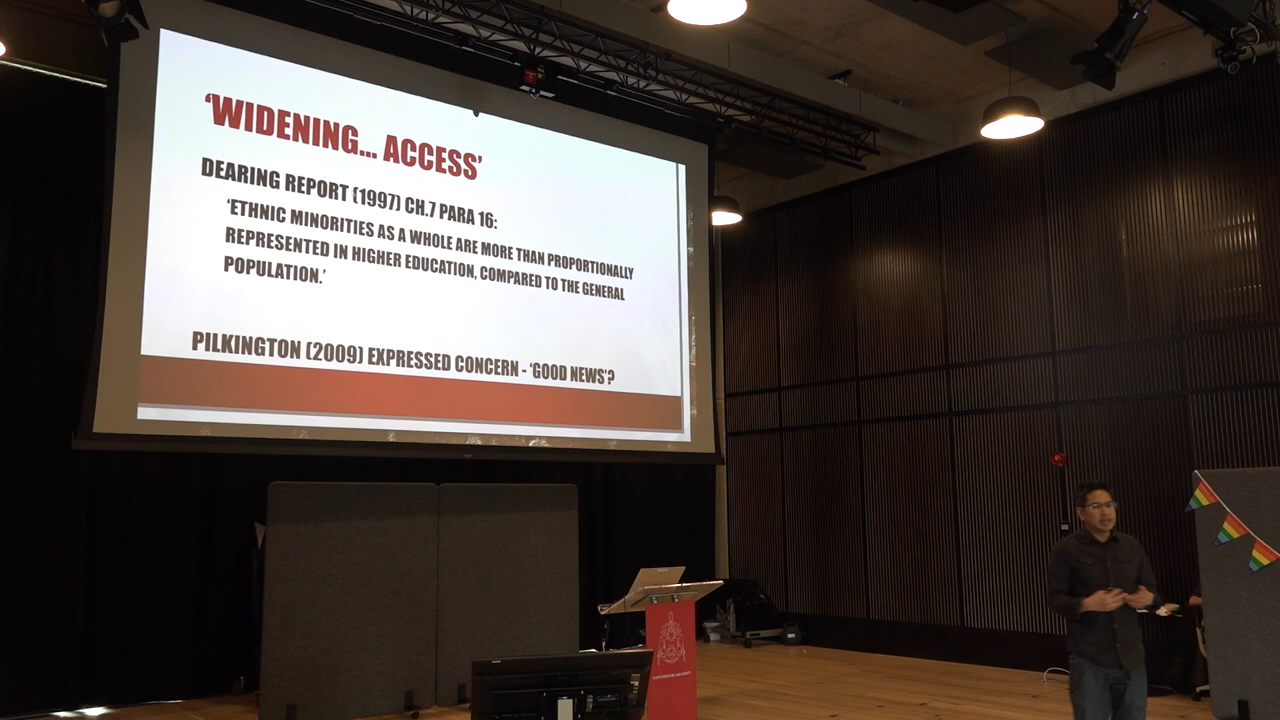 ‘WIDENING... ACCESS’
DEARING REPORT (1997) CH.7 PARA 16:
‘ETHNIC MINORITIES AS A WHOLE ARE MORE THAN PROPORTIONALLY
REPRESENTED IN HIGHER EDUCATION, COMPARED TO THE GENERAL
POPULATION.’
PILKINGTON (2009) EXPRESSED CONCERN - ‘GOOD NEWS’?